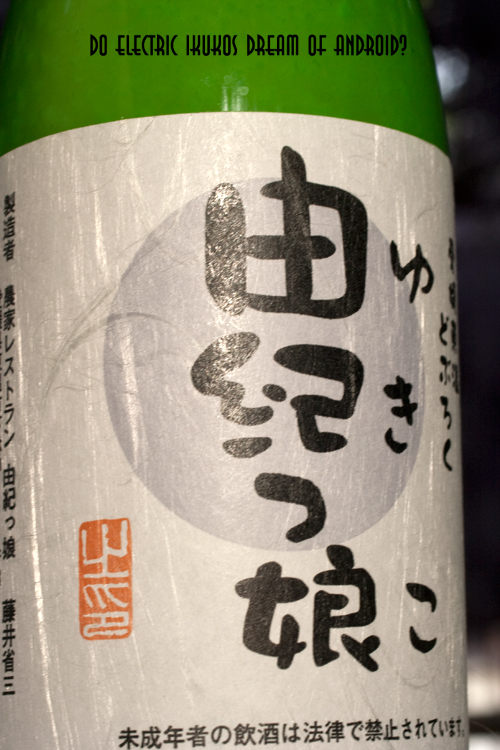 DO ELECTRIC IKUKOS DREAM OF ANDROID?
どぶろく
ゆきこ
由紀っ娘
製造者 農家レストラン 由紀っ娘 藤井省三
未成年者の飲酒は法律で禁止されています。